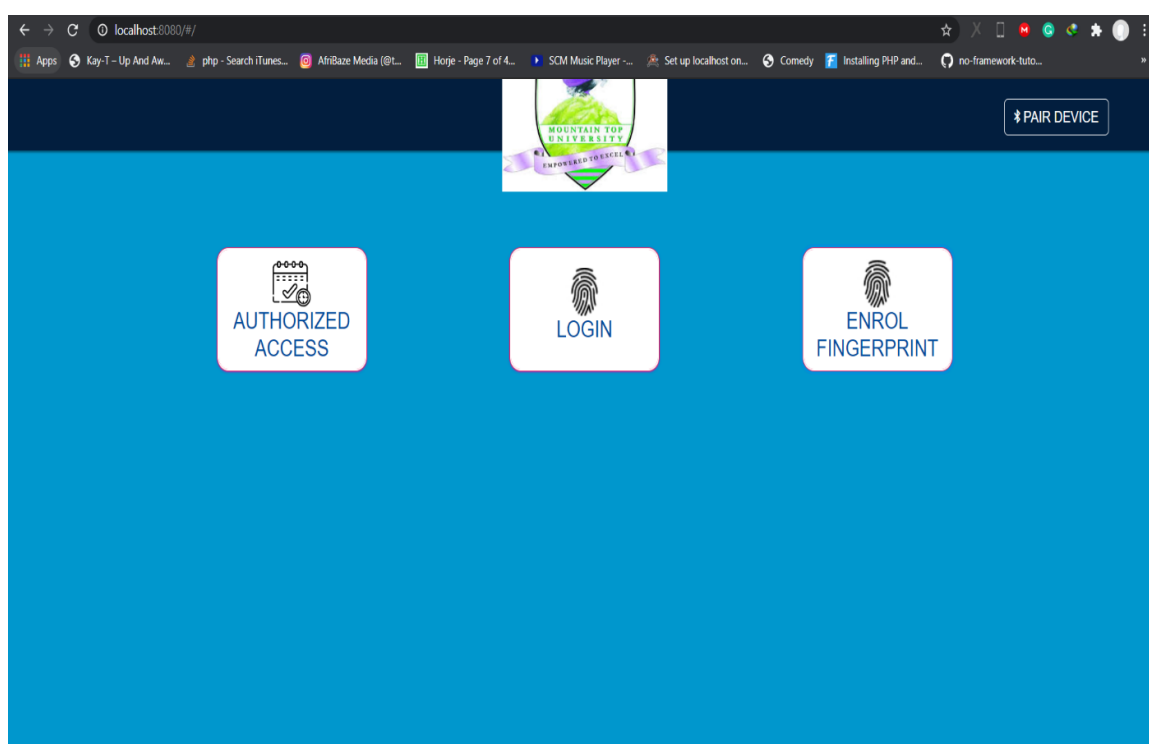 localhost:8080/#/
Apps Kay-T – Up And Aw... php - Search iTunes... AfriBaze Media (@t... Horje - Page 7 of 4... SCM Music Player -... Set up localhost on... Comedy Installing PHP and... no-framework-tuto... »
MOUNTAIN TOP
UNIVERSITY
EMPOWERED TO EXCEL
PAIR DEVICE
AUTHORIZED
ACCESS
LOGIN
ENROL
FINGERPRINT